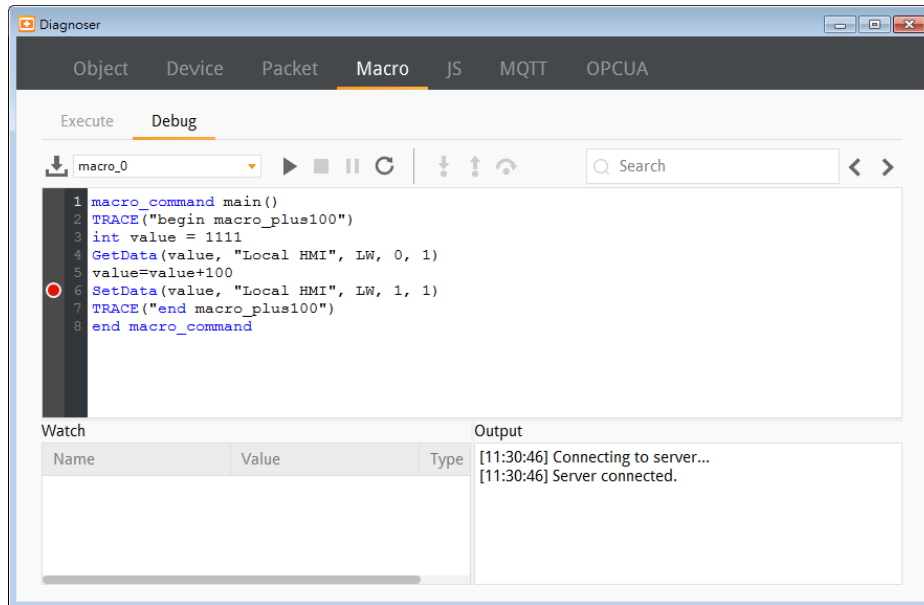 Diagnoser
Object Device Packet Macro JS MQTT OPCUA
Execute Debug
macro_0 Search
1 macro_command main()
2 TRACE("begin macro_plus100")
3 int value = 1111
4 GetData(value, "Local HMI", LW, 0, 1)
5 value=value+100
6 SetData(value, "Local HMI", LW, 1, 1)
7 TRACE("end macro_plus100")
8 end macro_command
Watch
Name Value Type
Output
[11:30:46] Connecting to server...
[11:30:46] Server connected.